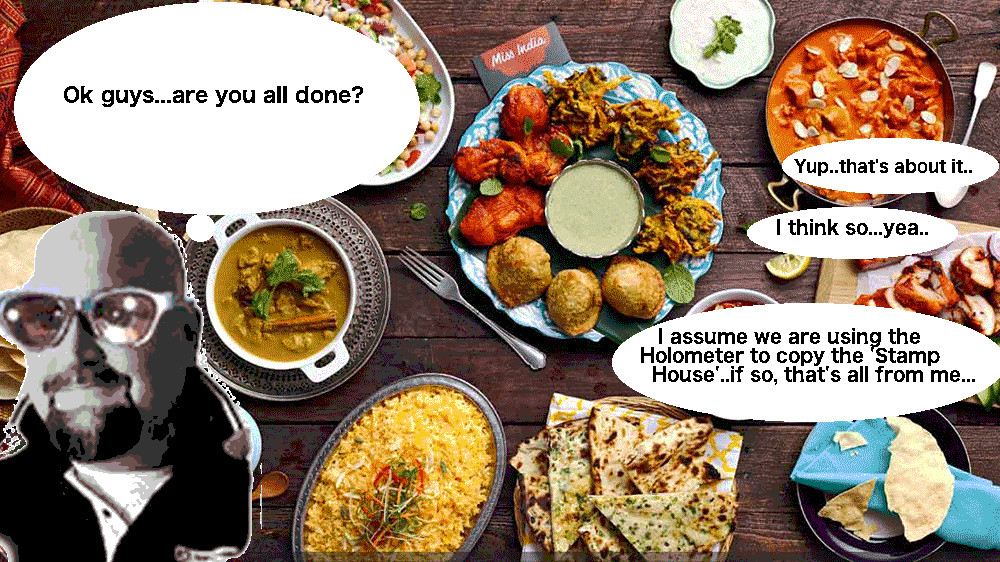 Ok guys...are you all done?
Miss India
Yup..that's about it..
I think so...yea..
I assume we are using the
Holometer to copy the 'Stamp
House'..if so, that's all from me...